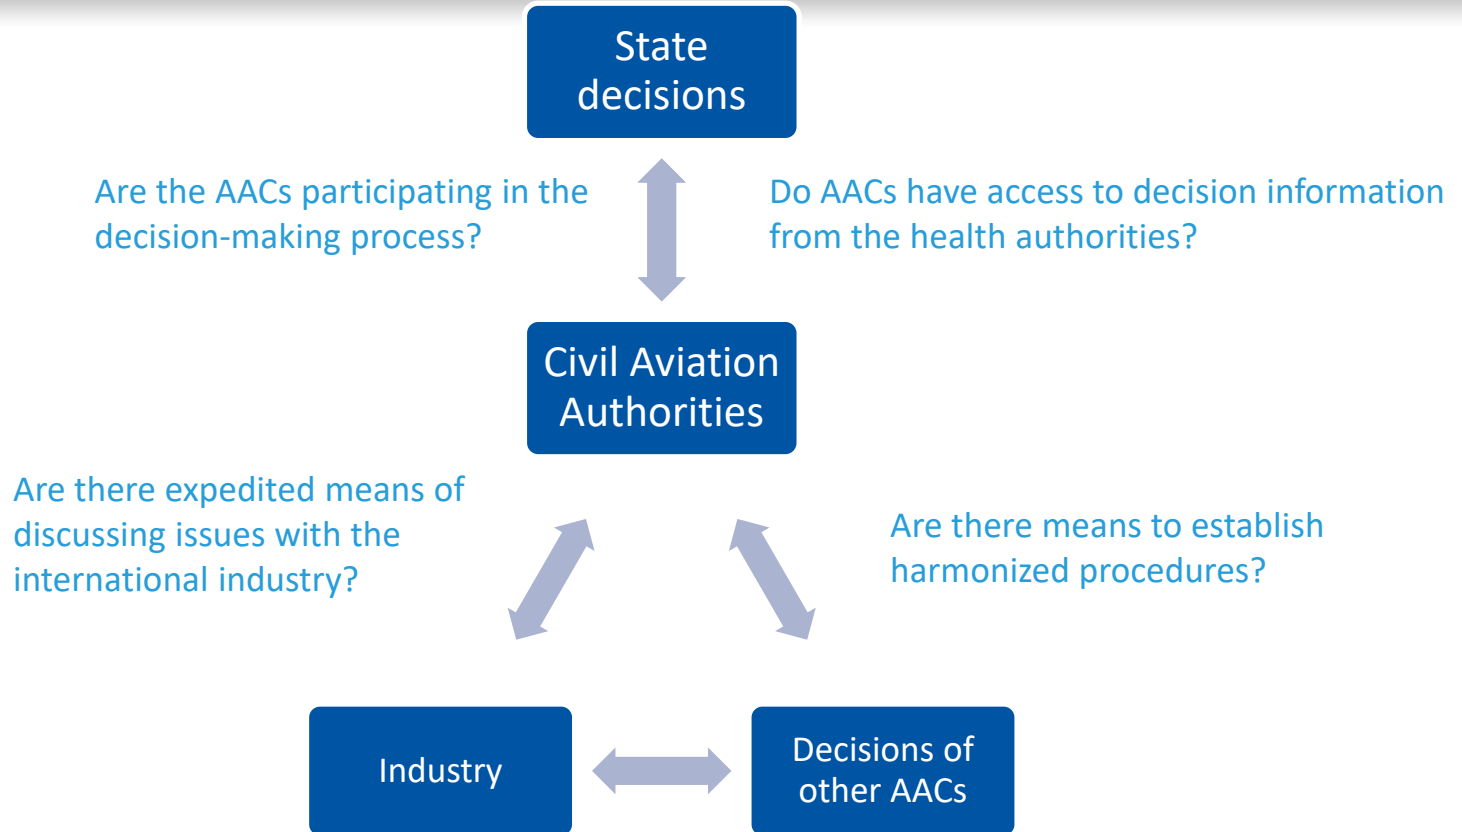 State
decisions
Are the AACs participating in the
decision-making process?
Do AACs have access to decision information
from the health authorities?
Civil Aviation
Authorities
Are there expedited means of
discussing issues with the
international industry?
Are there means to establish
harmonized procedures?
Industry
Decisions of
other AACs